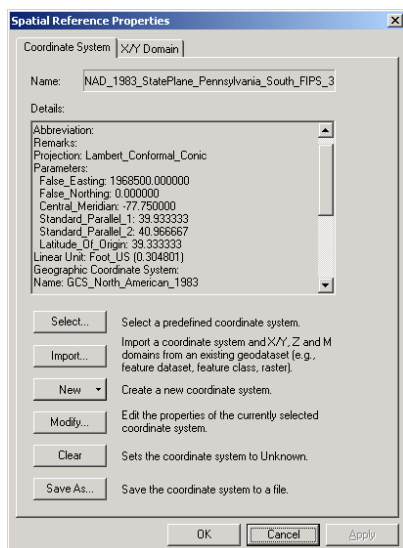 Spatial Reference Properties
Coordinate System X/Y Domain
Name: NAD_1983_StatePlane_Pennsylvania_South_FIPS_3
Details:
Abbreviation:
Remarks:
Projection: Lambert_Conformal_Conic
Parameters:
False_Easting: 1968500.000000
False_Northing: 0.000000
Central_Meridian: -77.750000
Standard_Parallel_1: 39.933333
Standard_Parallel_2: 40.966667
Latitude_Of_Origin: 39.333333
Linear Unit: Foot_US (0.304801)
Geographic Coordinate System:
Name: GCS_North_American_1983
Select... Select a predefined coordinate system.
Import... Import a coordinate system and X/Y, Z and M
domains from an existing geodataset (e.g.,
feature dataset, feature class, raster).
New Create a new coordinate system.
Modify... Edit the properties of the currently selected
coordinate system.
Clear Sets the coordinate system to Unknown.
Save As... Save the coordinate system to a file.
OK Cancel Apply